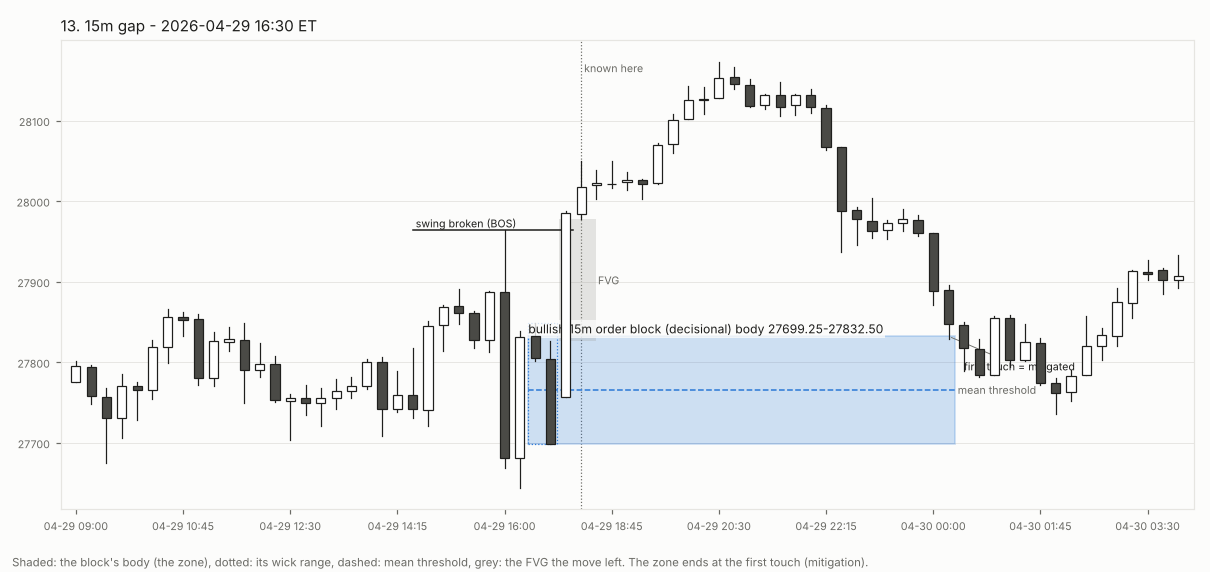 13. 15m gap - 2026-04-29 16:30 ET
known here
28100
28000
swing broken (BOS)
27900
FVG
bullish 15m order block (decisional) body 27699.25-27832.50
27800
first touch = mitigated
mean threshold
27700
04-29 09:00 04-29 10:45 04-29 12:30 04-29 14:15 04-29 16:00 04-29 18:45 04-29 20:30 04-29 22:15 04-30 00:00 04-30 01:45 04-30 03:30
Shaded: the block's body (the zone), dotted: its wick range, dashed: mean threshold, grey: the FVG the move left. The zone ends at the first touch (mitigation).